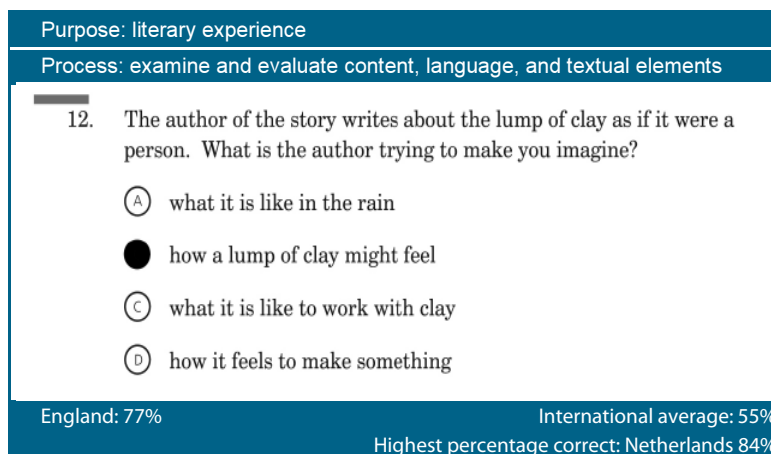 Purpose: literary experience
Process: examine and evaluate content, language, and textual elements
12. The author of the story writes about the lump of clay as if it were a
person. What is the author trying to make you imagine?
A what it is like in the rain
how a lump of clay might feel
C what it is like to work with clay
D how it feels to make something
England: 77%
International average: 55%
Highest percentage correct: Netherlands 84%